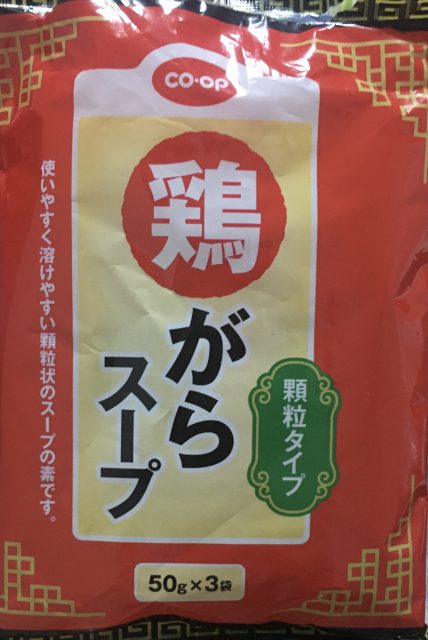 CO·OP
鶏
がら
スープ
顆粒タイプ
使いやすく溶けやすい顆粒状のスープの素です。
50g×3袋